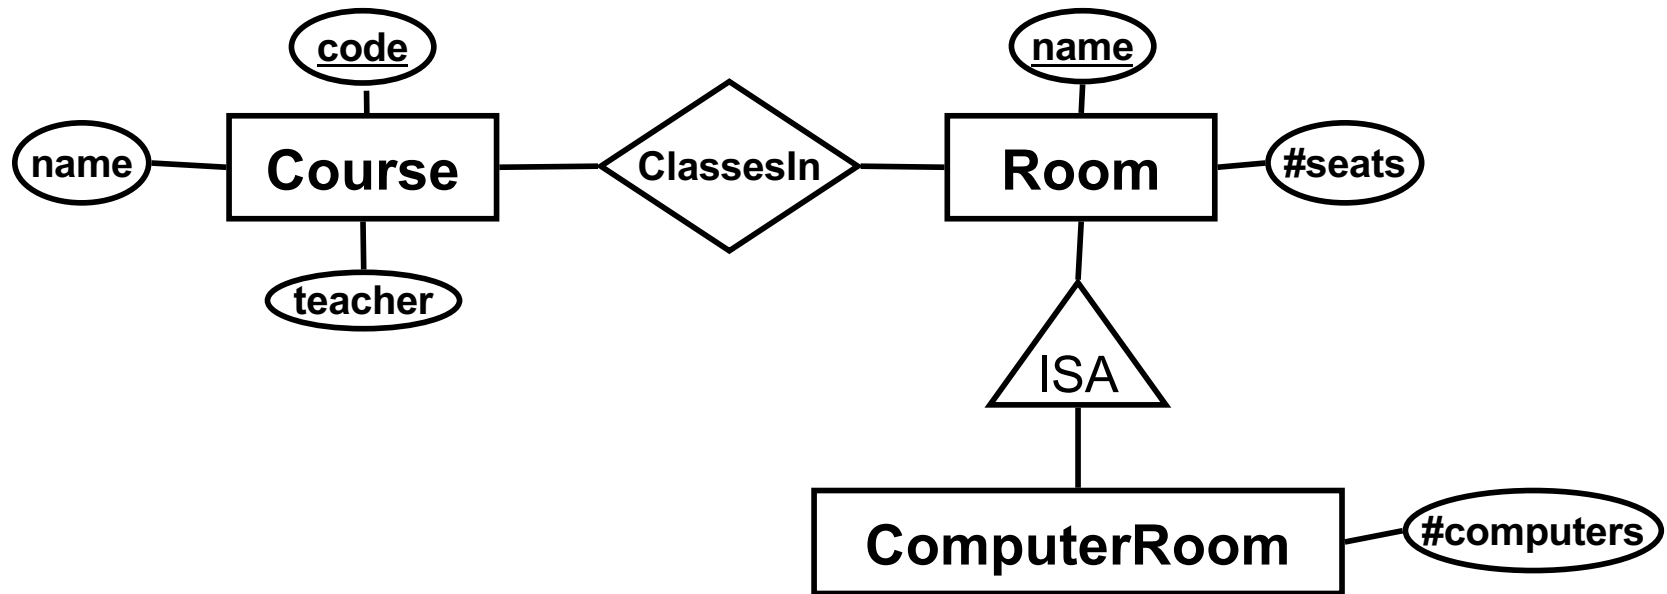 code
name
name
Course
ClassesIn
Room
#seats
teacher
ISA
ComputerRoom
#computers